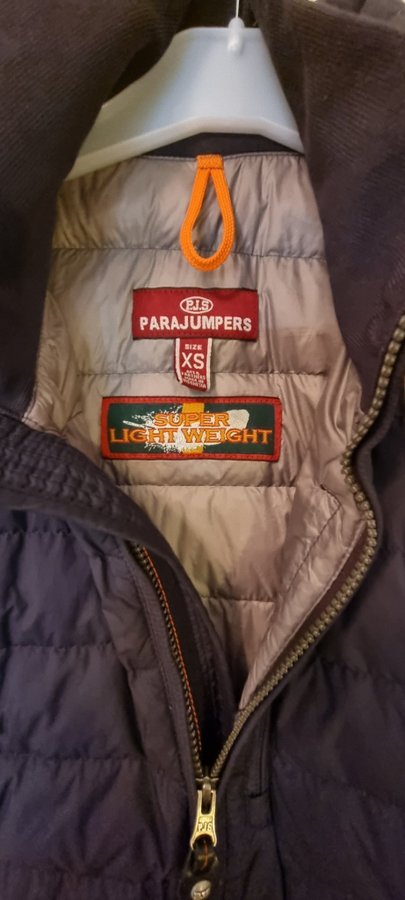 P.J.S
PARAJUMPERS
SIZE
XS
SUPER
LIGHT WEIGHT
PJS